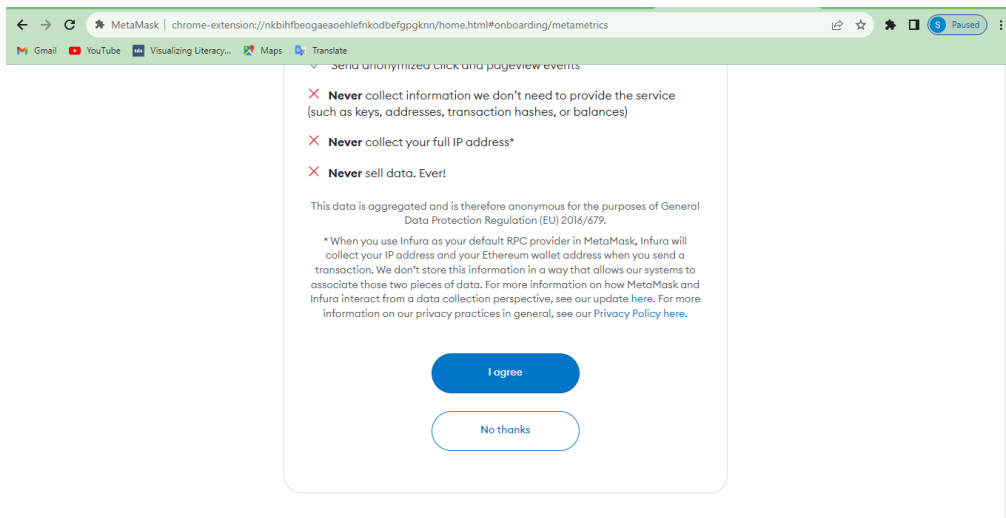 MetaMask | chrome-extension://nkbihfbeogaeaoehlefnkodbefgpgknn/home.html#onboarding/metametrics
S Paused
Gmail YouTube Visualizing Literacy... Maps Translate
Send anonymized click and pageview events
Never collect information we don't need to provide the service
(such as keys, addresses, transaction hashes, or balances)
Never collect your full IP address*
Never sell data. Ever!
This data is aggregated and is therefore anonymous for the purposes of General
Data Protection Regulation (EU) 2016/679.
* When you use Infura as your default RPC provider in MetaMask, Infura will
collect your IP address and your Ethereum wallet address when you send a
transaction. We don't store this information in a way that allows our systems to
associate those two pieces of data. For more information on how MetaMask and
Infura interact from a data collection perspective, see our update here. For more
information on our privacy practices in general, see our Privacy Policy here.
I agree
No thanks